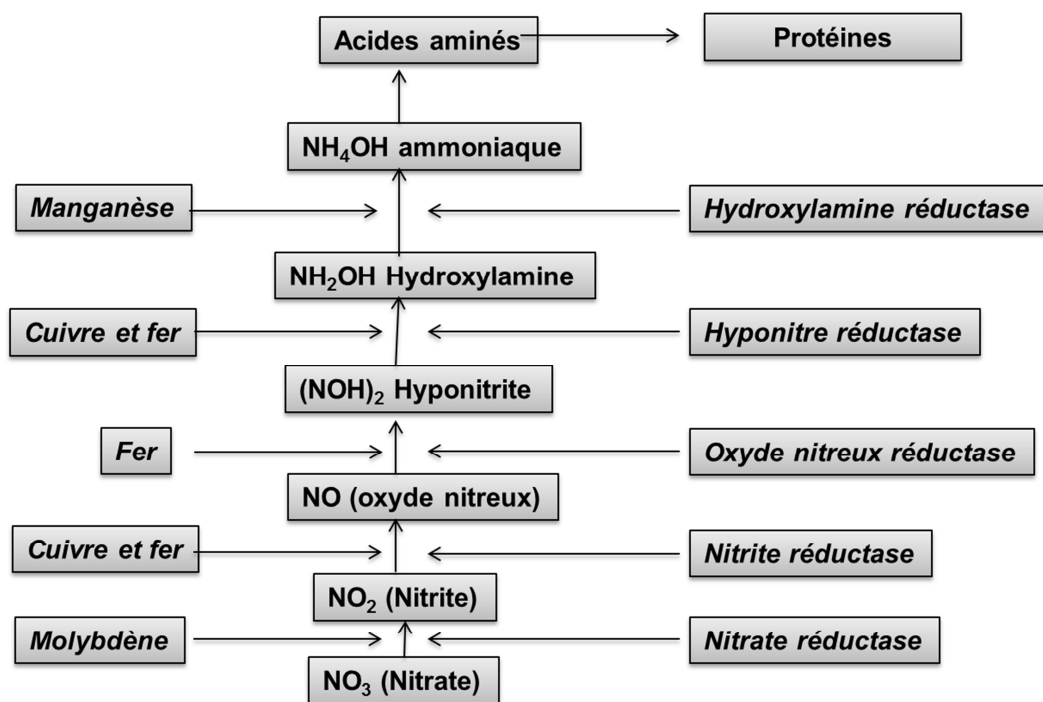 Acides aminés
Protéines
NH₄OH ammoniaque
Manganèse
Hydroxylamine réductase
NH₂OH Hydroxylamine
Cuivre et fer
Hyponitre réductase
(NOH)₂ Hyponitrite
Fer
Oxyde nitreux réductase
NO (oxyde nitreux)
Cuivre et fer
Nitrite réductase
NO₂ (Nitrite)
Molybdène
Nitrate réductase
NO₃ (Nitrate)